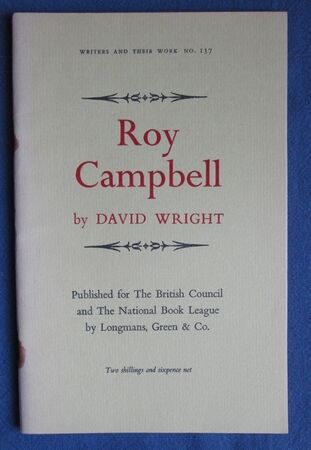 WRITERS AND THEIR WORK NO. 137
Roy
Campbell
by DAVID WRIGHT
Published for The British Council
and The National Book League
by Longmans, Green & Co.
Two shillings and sixpence net